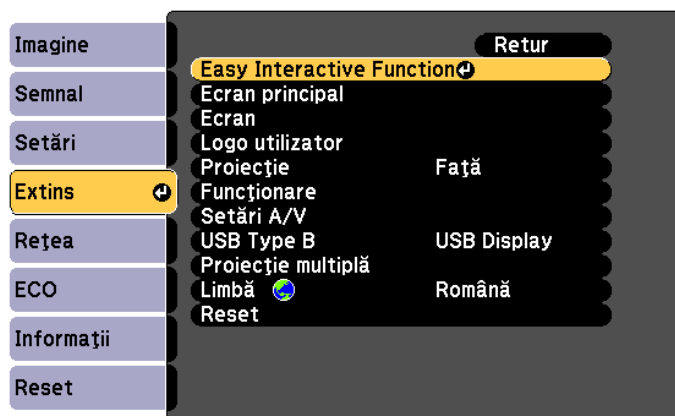 Imagine
Semnal
Setări
Extins
Reţea
ECO
Informaţii
Reset
Retur
Easy Interactive Function
Ecran principal
Ecran
Logo utilizator
Proiecţie Faţă
Funcţionare
Setări A/V
USB Type B USB Display
Proiecţie multiplă
Limbă Română
Reset